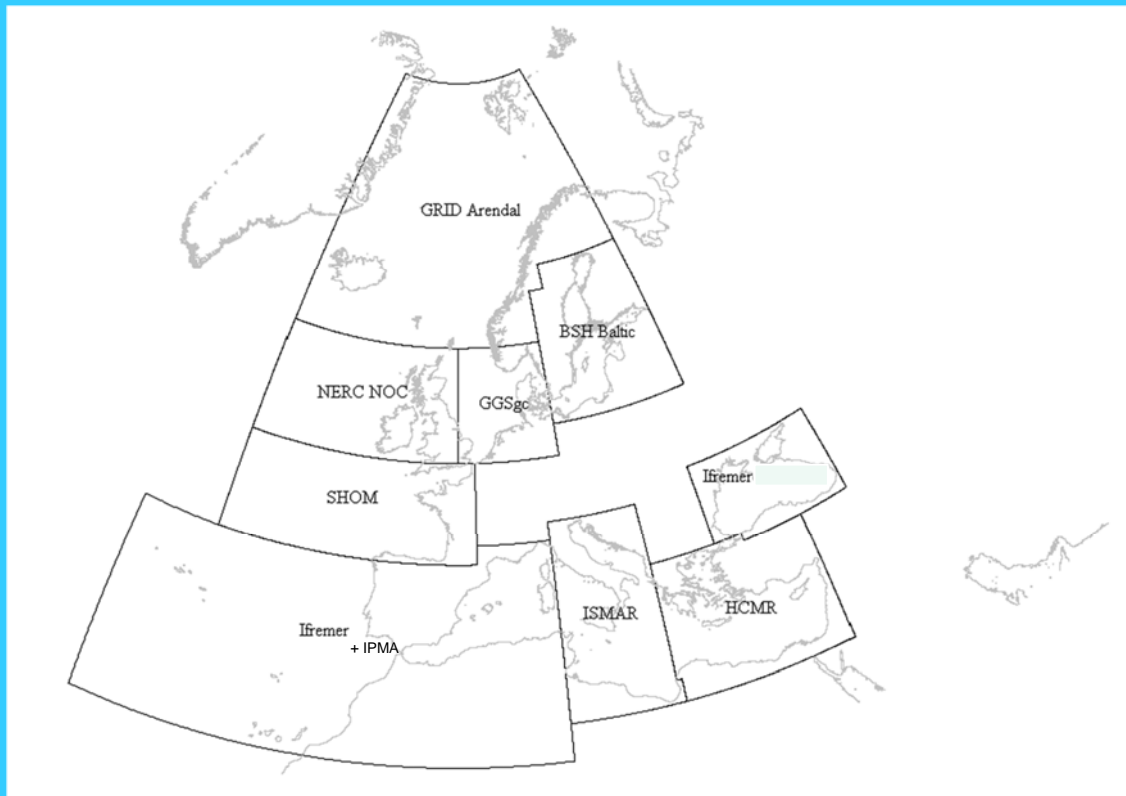 GRID Arendal
BSH Baltic
NERC NOC
GGSgc
Ifremer
SHOM
HCMR
ISMAR
Ifremer
+ IPMA